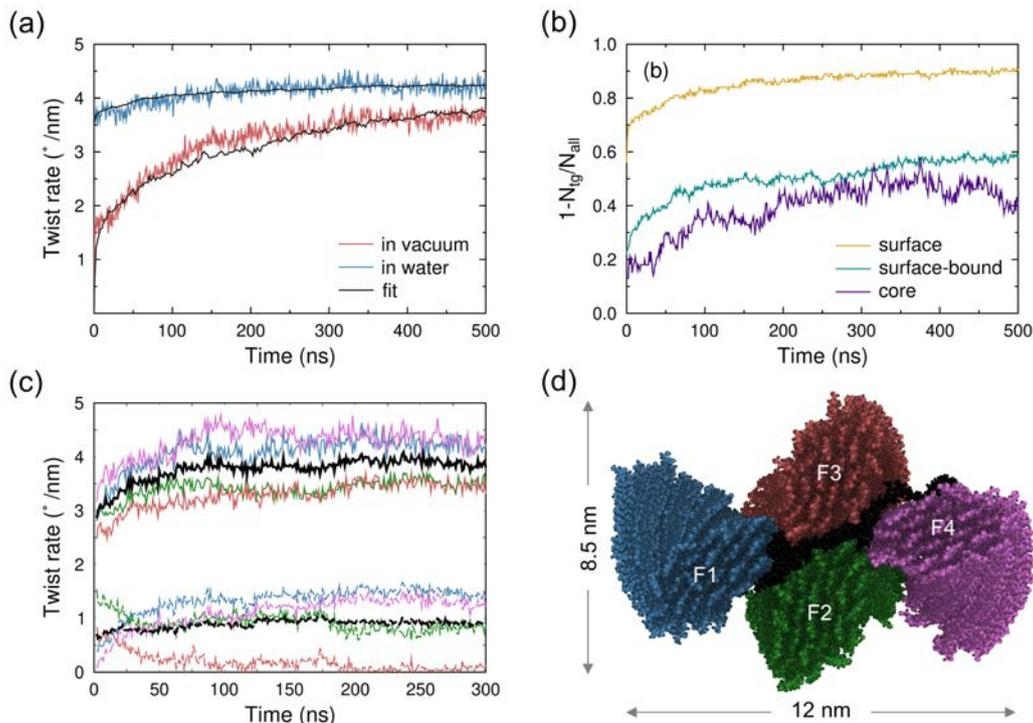 (a)
Twist rate (˚/nm)
5
4
3
2
1
0 100 200 300 400 500
Time (ns)
in vacuum
in water
fit
(b)
1-Ntg/Nall
1.0
0.8
0.6
0.4
0.2
0.0
(b)
0 100 200 300 400 500
Time (ns)
surface
surface-bound
core
(c)
Twist rate (˚/nm)
5
4
3
2
1
0
0 50 100 150 200 250 300
Time (ns)
(d)
8.5 nm
F3
F4
F1
F2
12 nm